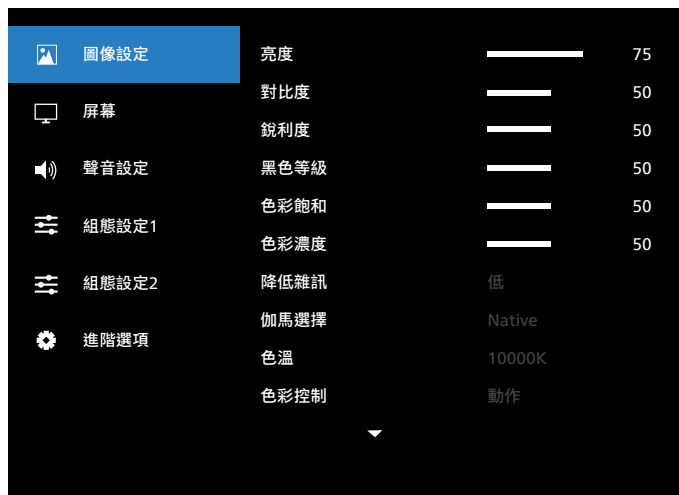 圖像設定
屏幕
聲音設定
組態設定1
組態設定2
進階選項
亮度 75
對比度 50
銳利度 50
黑色等級 50
色彩飽和 50
色彩濃度 50
降低雜訊 低
伽馬選擇 Native
色溫 10000K
色彩控制 動作